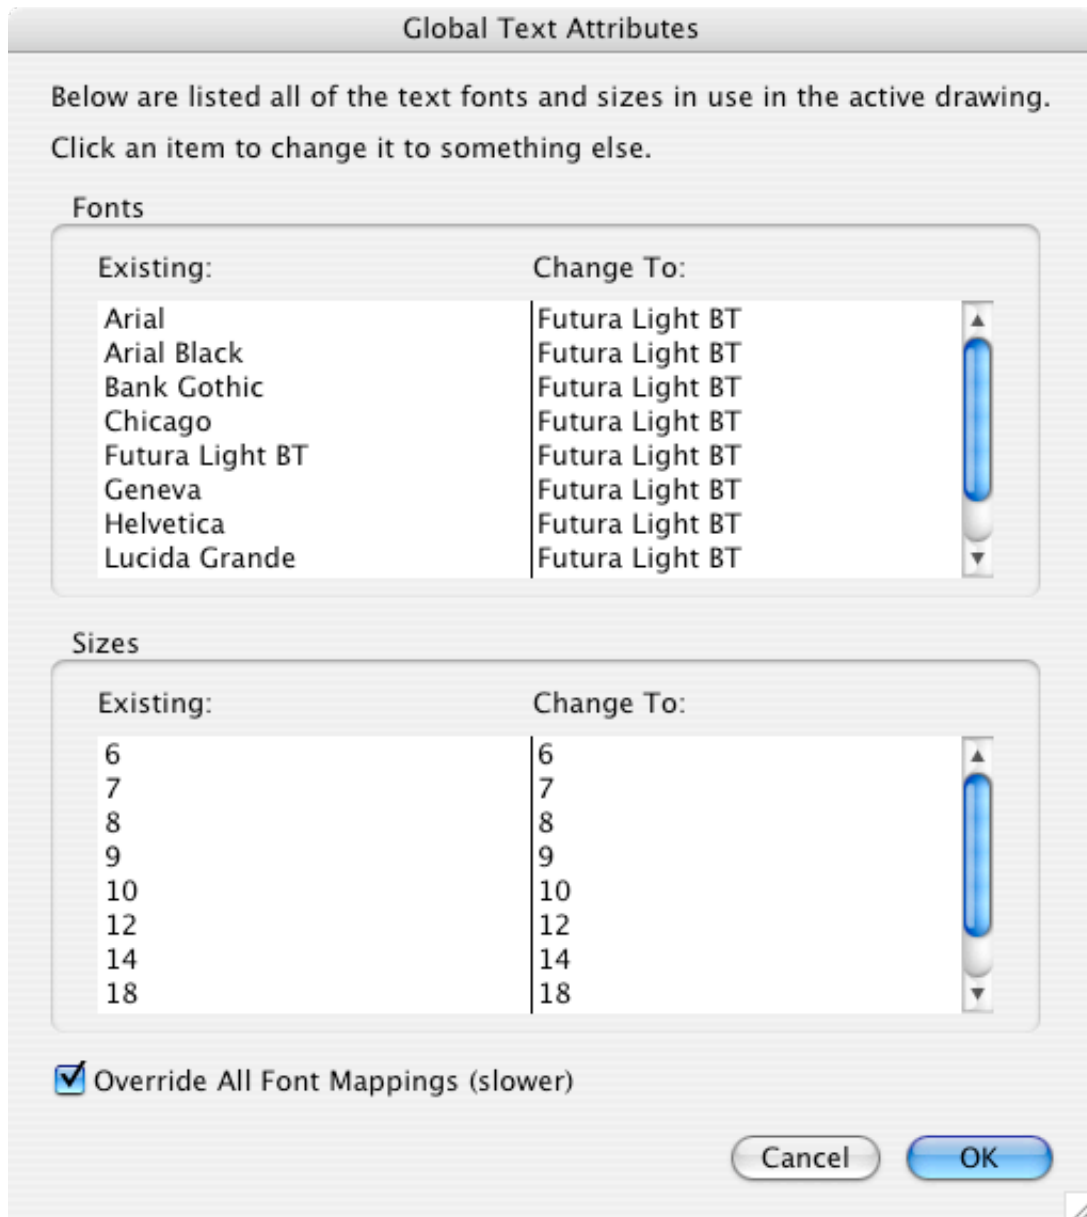 Global Text Attributes
Below are listed all of the text fonts and sizes in use in the active drawing.
Click an item to change it to something else.
Fonts
Existing: Change To:
Arial Futura Light BT
Arial Black Futura Light BT
Bank Gothic Futura Light BT
Chicago Futura Light BT
Futura Light BT Futura Light BT
Geneva Futura Light BT
Helvetica Futura Light BT
Lucida Grande Futura Light BT
Sizes
Existing: Change To:
6 6
7 7
8 8
9 9
10 10
12 12
14 14
18 18
Override All Font Mappings (slower)
Cancel OK